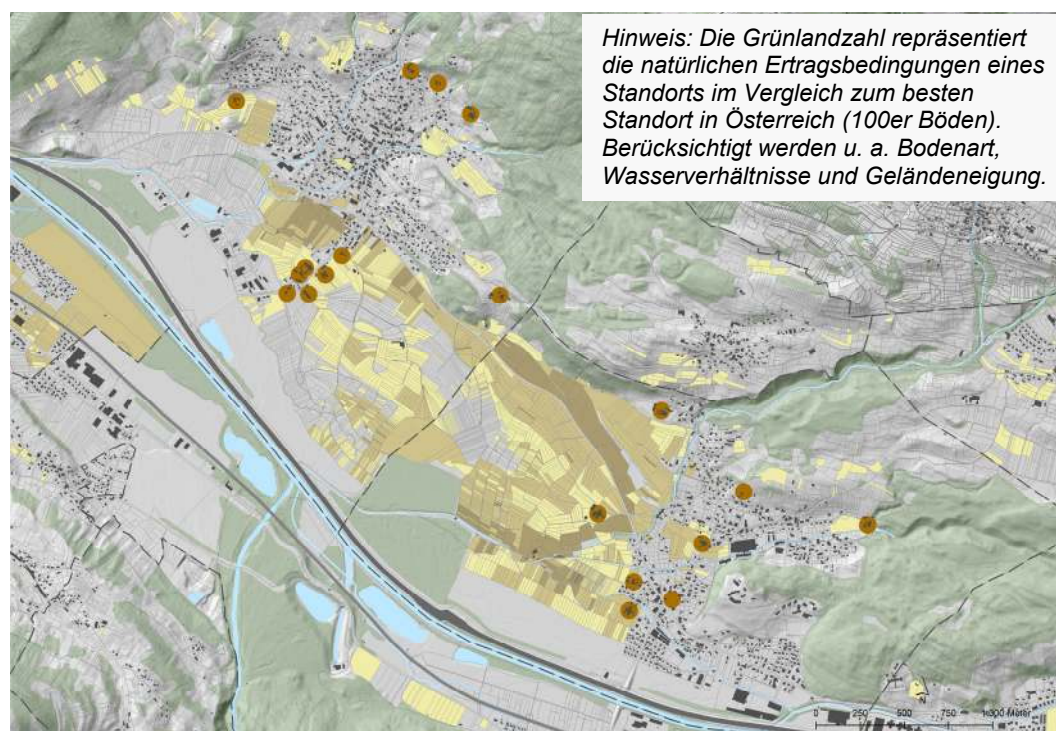 Hinweis: Die Grünlandzahl repräsentiert
die natürlichen Ertragsbedingungen eines
Standorts im Vergleich zum besten
Standort in Österreich (100er Böden).
Berücksichtigt werden u. a. Bodenart,
Wasserverhältnisse und Geländeneigung.
0 250 500 750 1.000 Meter